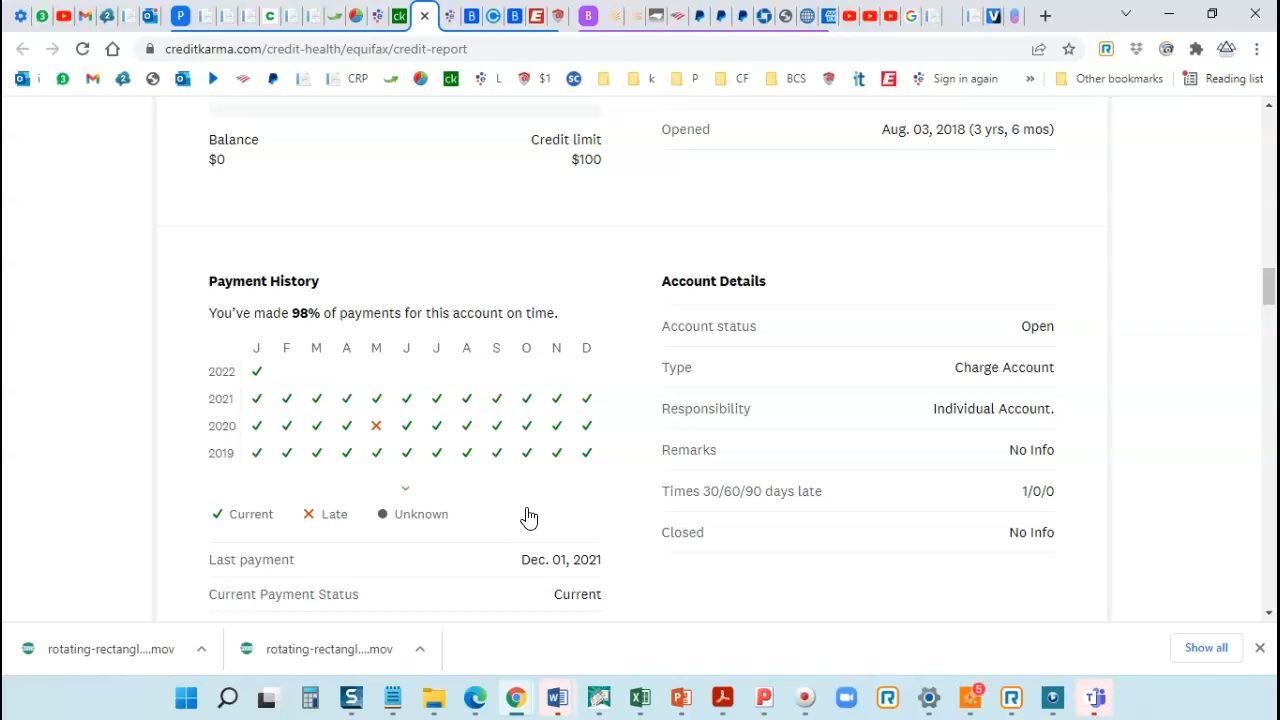 creditkarma.com/credit-health/equifax/credit-report
i CRP L $1 k P CF BCS Sign in again » Other bookmarks Reading list
Balance Credit limit
$0 $100
Opened Aug. 03, 2018 (3 yrs, 6 mos)
Payment History
You've made 98% of payments for this account on time.
J F M A M J J A S O N D
2022
2021
2020
2019
Current Late Unknown
Last payment Dec. 01, 2021
Current Payment Status Current
Account Details
Account status Open
Type Charge Account
Responsibility Individual Account.
Remarks No Info
Times 30/60/90 days late 1/0/0
Closed No Info
rotating-rectangl....mov rotating-rectangl....mov Show all